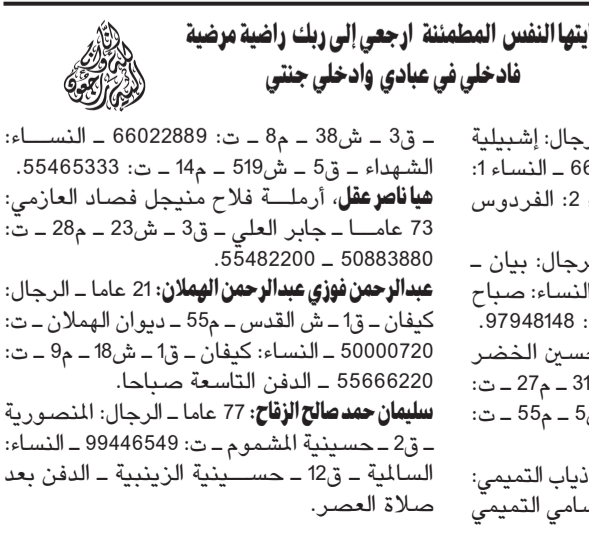 ايتها النفس المطمئنة ارجعي إلى ربك راضية مرضية
فادخلي في عبادي وادخلي جنتي
رجال: إشبيلية
66 ـ النساء 1:
2: الفردوس
لرجال: بيان ـ
النساء: صباح
: 97948148.
حسين الخضر
31 ـ م27 ـ ت:
5 ـ م55 ـ ت:
ذياب التميمي:
سامي التميمي
ـ ق3 ـ ش38 ـ م8 ـ ت: 66022889 ـ النساء:
الشهداء ـ ق5 ـ ش519 ـ م14 ـ ت: 55465333.
هيا ناصر عقل، أرملة فلاح منيجل فصاد العازمي:
73 عاما ـ جابر العلي ـ ق3 ـ ش23 ـ م28 ـ ت:
50883880 ـ 55482200.
عبدالرحمن فوزي عبدالرحمن الهملان: 21 عاما ـ الرجال:
كيفان ـ ق1 ـ ش القدس ـ م55 ـ ديوان الهملان ـ ت:
50000720 ـ النساء: كيفان ـ ق1 ـ ش18 ـ م9 ـ ت:
55666220 ـ الدفن التاسعة صباحا.
سليمان حمد صالح الزقاح: 77 عاما ـ الرجال: المنصورية
ـ ق2 ـ حسينية المشموم ـ ت: 99446549 ـ النساء:
السالمية ـ ق12 ـ حسينية الزينبية ـ الدفن بعد
صلاة العصر.